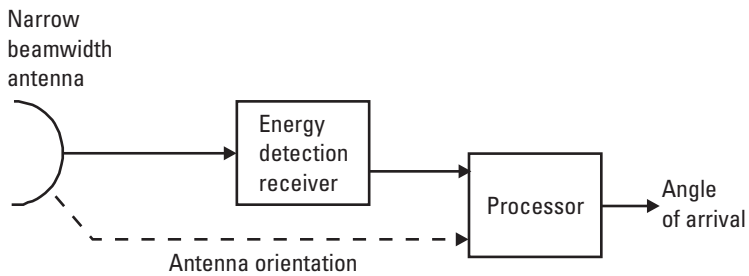 Narrow
beamwidth
antenna
Energy
detection
receiver
Processor
Angle
of arrival
Antenna orientation